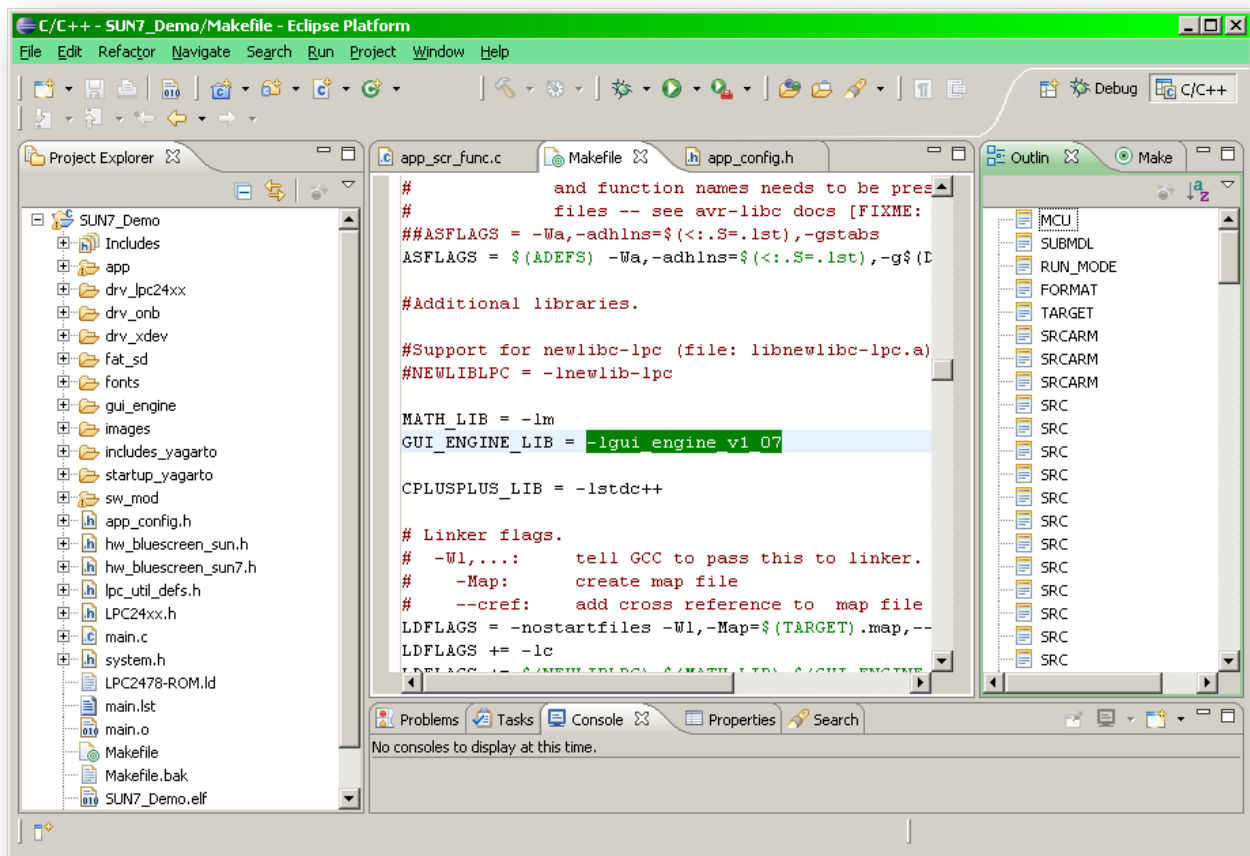 C/C++ - SUN7_Demo/Makefile - Eclipse Platform
File Edit Refactor Navigate Search Run Project Window Help
Debug C/C++
Project Explorer
SUN7_Demo
Includes
app
drv_lpc24xx
drv_onb
drv_xdev
fat_sd
fonts
gui_engine
images
includes_yagarto
startup_yagarto
sw_mod
app_config.h
hw_bluescreen_sun.h
hw_bluescreen_sun7.h
lpc_util_defs.h
LPC24xx.h
main.c
system.h
LPC2478-ROM.ld
main.lst
main.o
Makefile
Makefile.bak
SUN7_Demo.elf
app_scr_func.c Makefile app_config.h
# and function names needs to be pres
# files -- see avr-libc docs [FIXME:
##ASFLAGS = -Wa,-adhlns=$(<:.S=.lst),-gstabs
ASFLAGS = $(ADEFS) -Wa,-adhlns=$(<:.S=.lst),-g$(D
#Additional libraries.
#Support for newlibc-lpc (file: libnewlibc-lpc.a)
#NEWLIBLPC = -lnewlib-lpc
MATH_LIB = -lm
GUI_ENGINE_LIB = -lgui_engine_v1_07
CPLUSPLUS_LIB = -lstdc++
# Linker flags.
# -Wl,...: tell GCC to pass this to linker.
# -Map: create map file
# --cref: add cross reference to map file
LDFLAGS = -nostartfiles -Wl,-Map=$(TARGET).map,--
LDFLAGS += -lc
LDFLAGS += $(NEWLIBLPC) $(MATH_LIB) $(GUI_ENGINE
Outlin Make
MCU
SUBMDL
RUN_MODE
FORMAT
TARGET
SRCARM
SRCARM
SRCARM
SRC
SRC
SRC
SRC
SRC
SRC
SRC
SRC
SRC
SRC
SRC
SRC
Problems Tasks Console Properties Search
No consoles to display at this time.